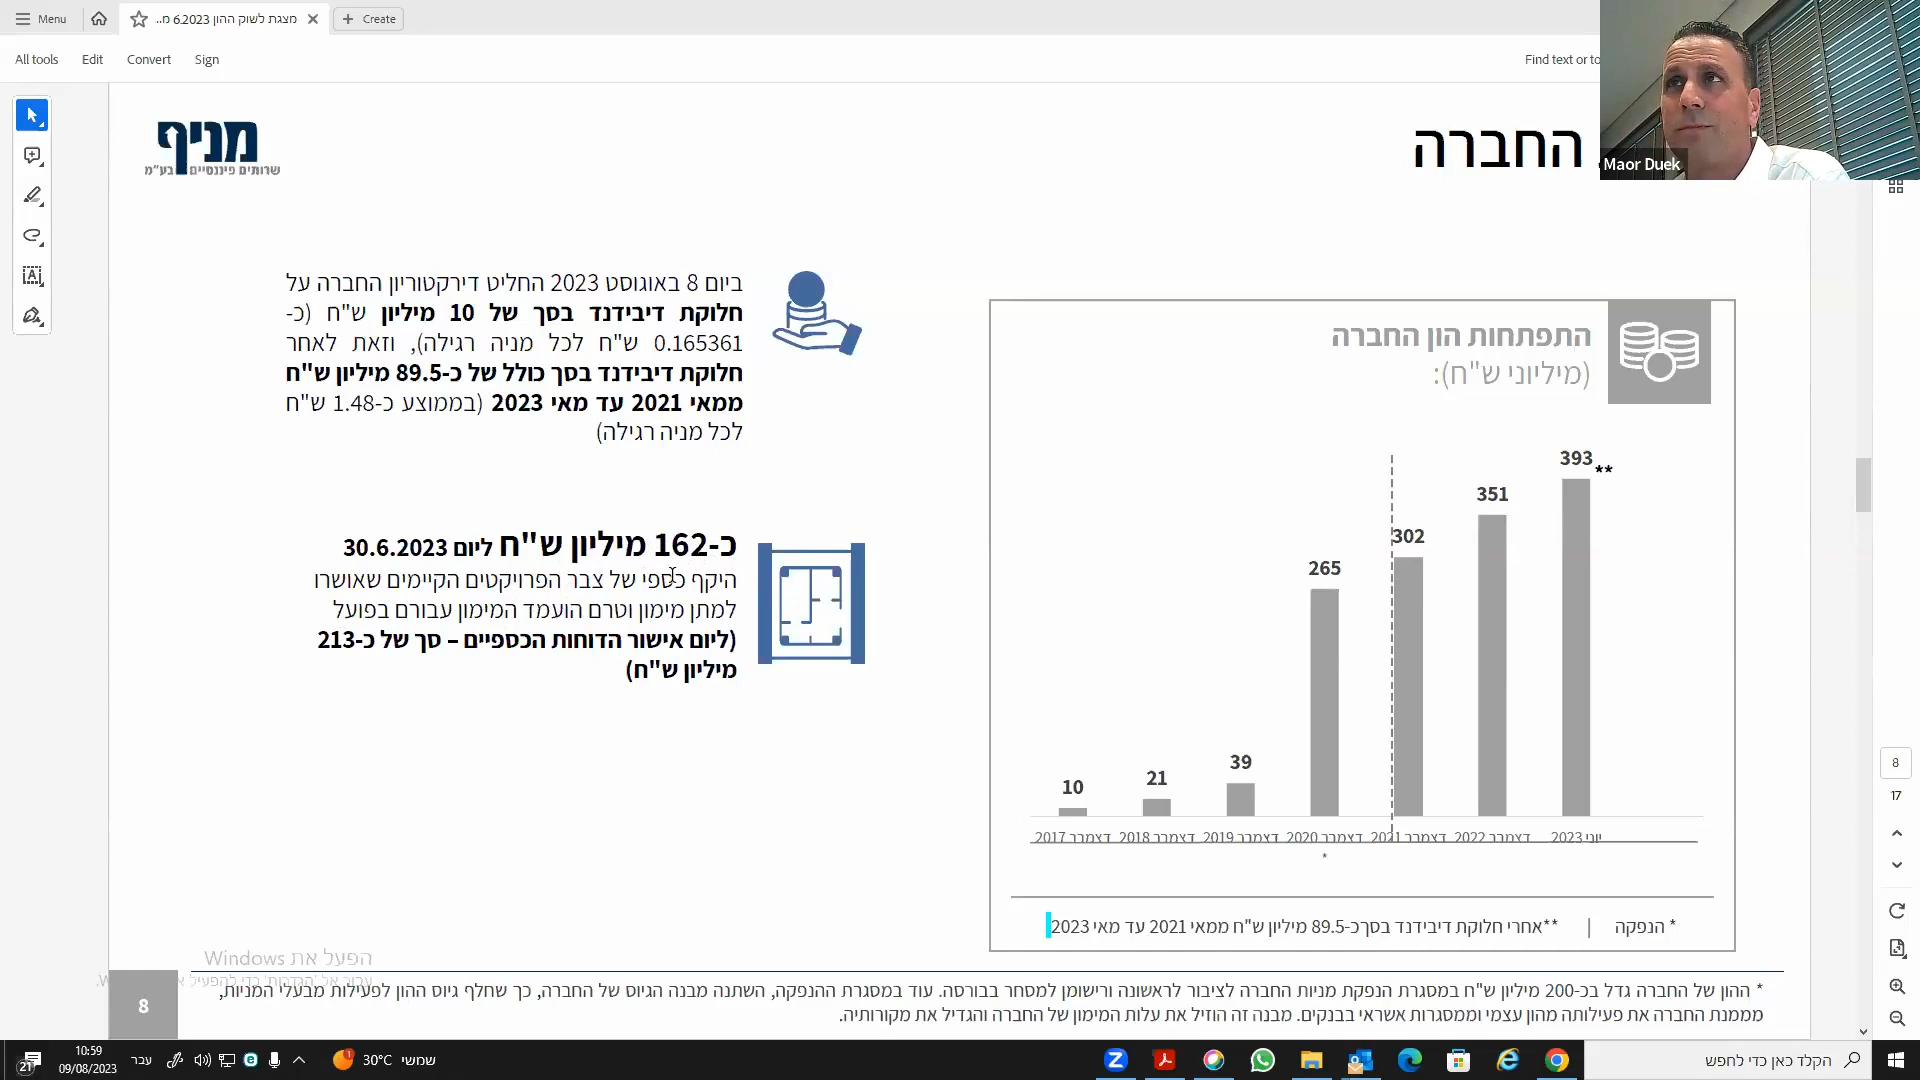 Menu
מצגת לשוק ההון 6.2023 מ...
Create
All tools
Edit
Convert
Sign
Find text or to
Maor Duek
מניף
שרותים פיננסיים בע"מ
החברה
ביום 8 באוגוסט 2023 החליט דירקטוריון החברה על
חלוקת דיבידנד בסך של 10 מיליון ש"ח (כ-
0.165361 ש"ח לכל מניה רגילה), וזאת לאחר
חלוקת דיבידנד בסך כולל של כ-89.5 מיליון ש"ח
ממאי 2021 עד מאי 2023 (בממוצע כ-1.48 ש"ח
לכל מניה רגילה)
כ-162 מיליון ש"ח ליום 30.6.2023
היקף כספי של צבר הפרויקטים הקיימים שאושרו
למתן מימון וטרם הועמד המימון עבורם בפועל
(ליום אישור הדוחות הכספיים – סך של כ-213
מיליון ש"ח)
התפתחות הון החברה
(מיליוני ש"ח):
10
21
39
265
302
351
393
**
דצמבר 2017
דצמבר 2018
דצמבר 2019
דצמבר 2020
דצמבר 2021
דצמבר 2022
יוני 2023
*
* הנפקה | **אחרי חלוקת דיבידנד בסךכ-89.5 מיליון ש"ח ממאי 2021 עד מאי 2023
* ההון של החברה גדל בכ-200 מיליון ש"ח במסגרת הנפקת מניות החברה לציבור לראשונה ורישומן למסחר בבורסה. עוד במסגרת ההנפקה, השתנה מבנה הגיוס של החברה, כך שחלף גיוס ההון לפעילות מבעלי המניות,
מממנת החברה את פעילותה מהון עצמי וממסגרות אשראי בבנקים. מבנה זה הוזיל את עלות המימון של החברה והגדיל את מקורותיה.
8
הפעל את Windows
עבור אל 'הגדרות' כדי להפעיל א
8
17
21
10:59
09/08/2023
עבר
30°C
שמשי
הקלד כאן כדי לחפש